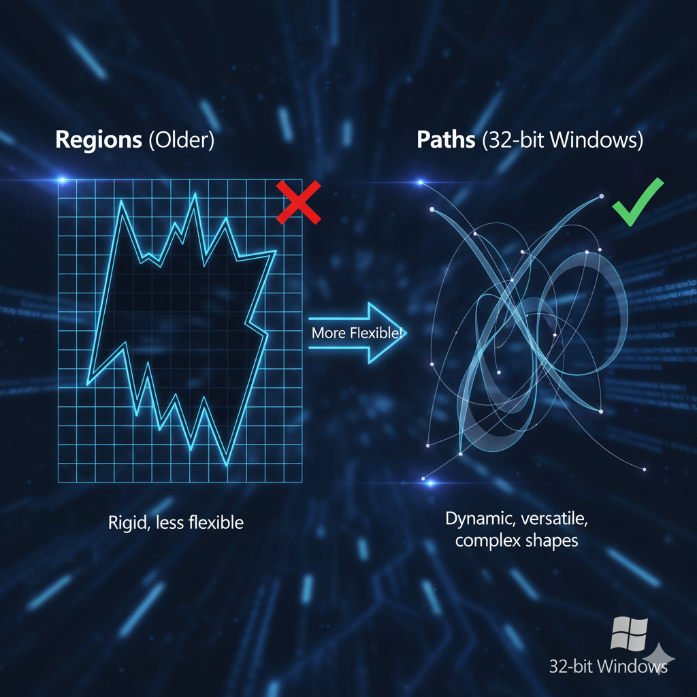 Regions (Older)
Paths (32-bit Windows)
More Flexible!
Rigid, less flexible
Dynamic, versatile,
complex shapes
32-bit Windows